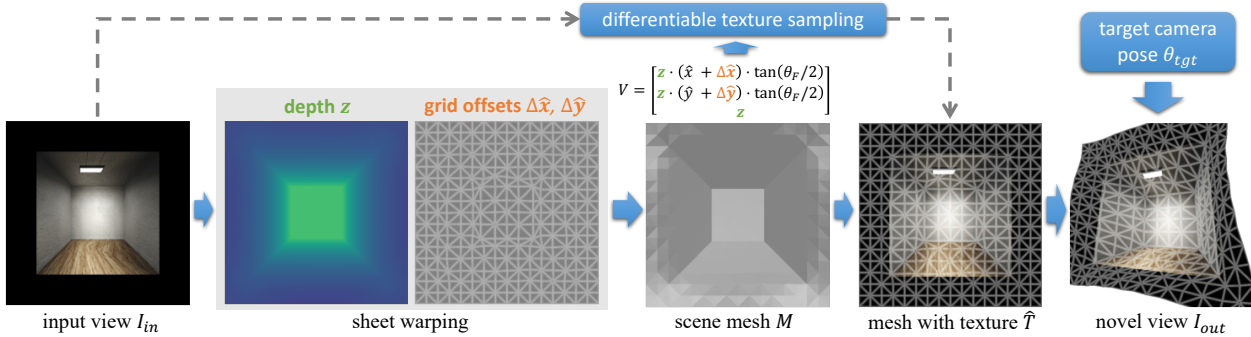 differentiable texture sampling
target camera
pose θ_tgt
V = [z · (x̂ + Δx̂) · tan(θ_F/2)
z · (ŷ + Δŷ) · tan(θ_F/2)
z]
depth z
grid offsets Δx̂, Δŷ
input view I_in
sheet warping
scene mesh M
mesh with texture T̂
novel view I_out